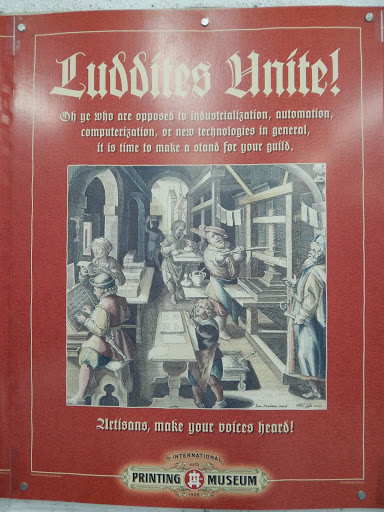 Luddites Unite!
Oh ye who are opposed to industrialization, automation,
computerization, or new technologies in general,
it is time to make a stand for your guild.
Artisans, make your voices heard!
INTERNATIONAL
PRINTING MUSEUM